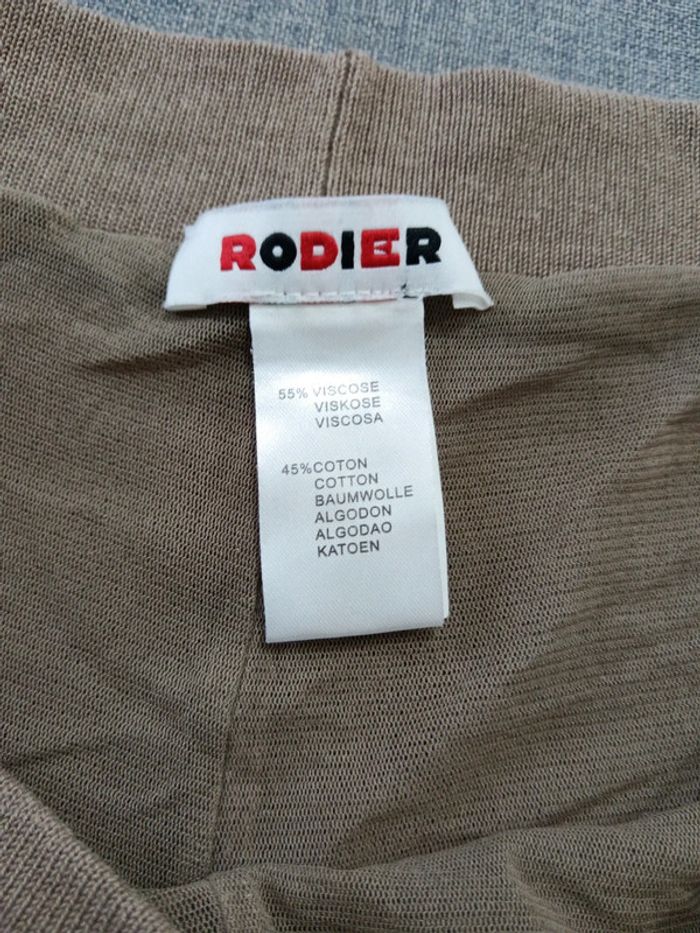 RODIER
55% VISCOSE
VISKOSE
VISCOSA
45%COTON
COTTON
BAUMWOLLE
ALGODON
ALGODAO
KATOEN